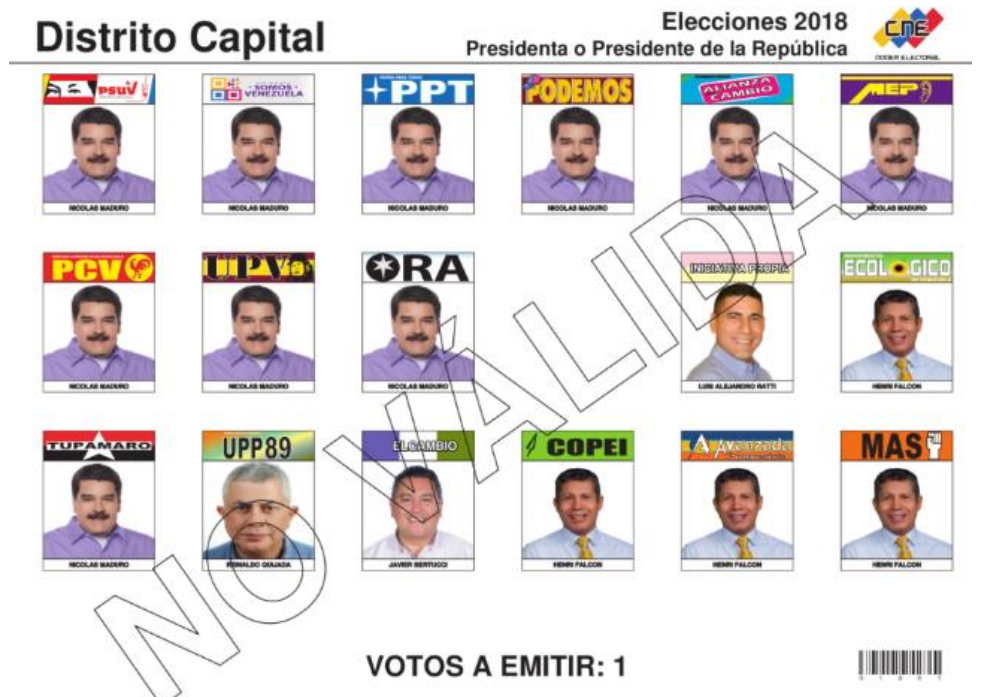 Distrito Capital
Elecciones 2018
Presidenta o Presidente de la República
CNE
PODER ELECTORAL
PSUV
SOMOS
VENEZUELA
PPT
PODEMOS
ALIANZA
CAMBIO
MEP
NICOLAS MADURO
NICOLAS MADURO
NICOLAS MADURO
NICOLAS MADURO
NICOLAS MADURO
NICOLAS MADURO
PCV
UPV
ORA
INICIATIVA PROPIA
ECOLOGICO
NICOLAS MADURO
NICOLAS MADURO
NICOLAS MADURO
LUIS ALEJANDRO RATTI
HENRI FALCON
TUPAMARO
UPP89
EL CAMBIO
COPEI
Avanzada
MAS
NICOLAS MADURO
REINALDO QUIJADA
JAVIER BERTUCCI
HENRI FALCON
HENRI FALCON
HENRI FALCON
NO VÁLIDA
VOTOS A EMITIR: 1